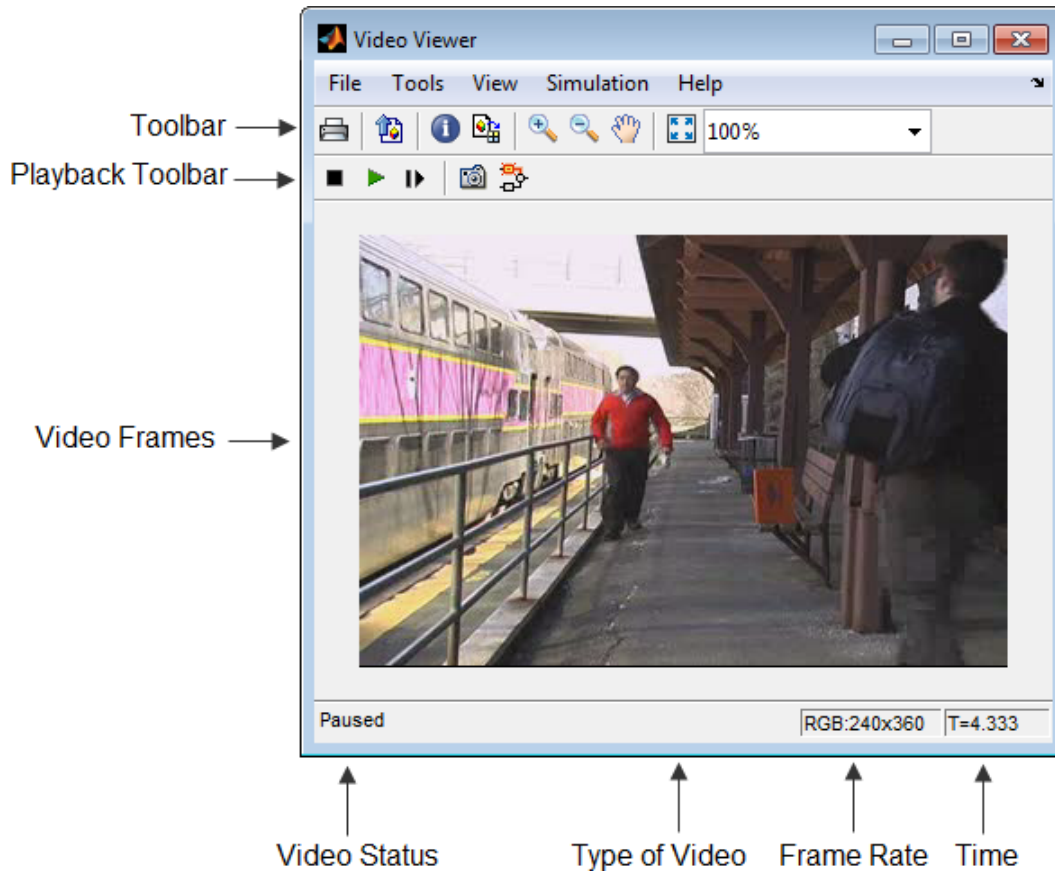 Video Viewer
File Tools View Simulation Help
Toolbar
100%
Playback Toolbar
Video Frames
Paused
RGB:240x360
T=4.333
Video Status
Type of Video
Frame Rate
Time